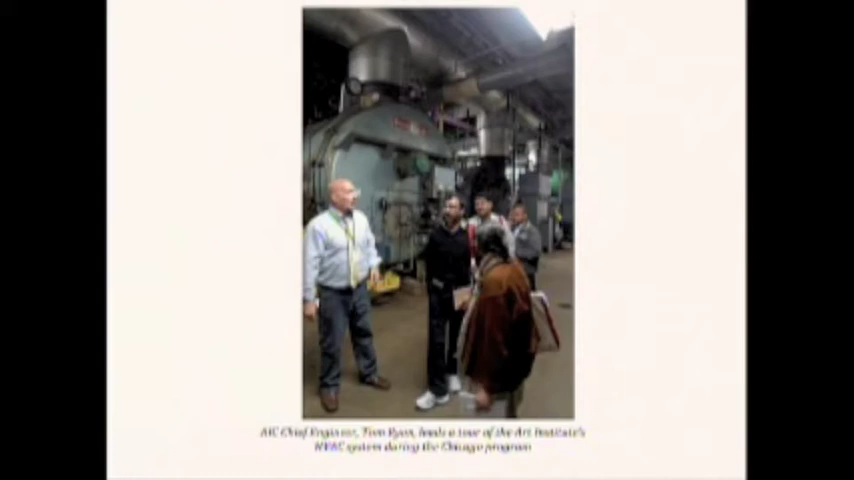 AIC Chief Engineer, Tom Ryan, leads a tour of the Art Institute's
HVAC system during the Chicago program